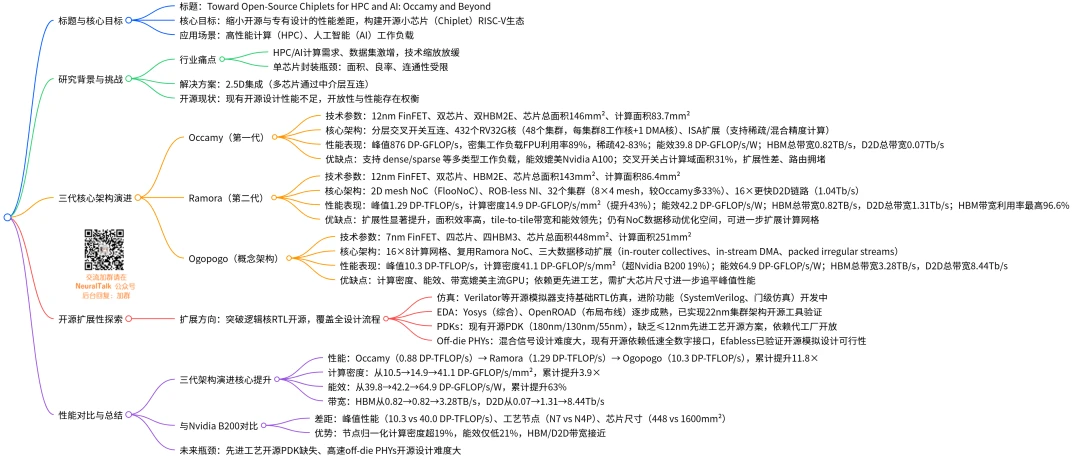 标题与核心目标
标题：Toward Open-Source Chiplets for HPC and AI: Occamy and Beyond
核心目标：缩小开源与专有设计的性能差距，构建开源小芯片（Chiplet）RISC-V生态
应用场景：高性能计算（HPC）、人工智能（AI）工作负载
研究背景与挑战
行业痛点
HPC/AI计算需求、数据集激增，技术缩放放缓
单芯片封装瓶颈：面积、良率、连通性受限
解决方案：2.5D集成（多芯片通过中介层互连）
开源现状：现有开源设计性能不足，开放性与性能存在权衡
三代核心架构演进
Occamy（第一代）
技术参数：12nm FinFET、双芯片、双HBM2E、芯片总面积146mm²、计算面积83.7mm²
核心架构：分层交叉开关互连、432个RV32G核（48个集群，每集群8工作核+1 DMA核）、ISA扩展（支持稀疏/混合精度计算）
性能表现：峰值876 DP-GFLOP/s，密集工作负载FPU利用率89%，稀疏42-83%；能效39.8 DP-GFLOP/s/W；HBM总带宽0.82TB/s，D2D总带宽0.07Tb/s
优缺点：支持 dense/sparse 等多类型工作负载，能效媲美Nvidia A100；交叉开关占计算域面积31%，扩展性差、路由拥堵
Ramora（第二代）
技术参数：12nm FinFET、双芯片、HBM2E、芯片总面积143mm²、计算面积86.4mm²
核心架构：2D mesh NoC（FlooNoC）、ROB-less NI、32个集群（8×4 mesh，较Occamy多33%）、16×更快D2D链路（1.04Tb/s）
性能表现：峰值1.29 DP-TFLOP/s，计算密度14.9 DP-GFLOP/s/mm²（提升43%）；能效42.2 DP-GFLOP/s/W；HBM总带宽0.82TB/s，D2D总带宽1.31Tb/s；HBM带宽利用率最高96.6%
优缺点：扩展性显著提升，面积效率高，tile-to-tile带宽和能效领先；仍有NoC数据移动优化空间，可进一步扩展计算网格
Ogopogo（概念架构）
技术参数：7nm FinFET、四芯片、四HBM3、芯片总面积448mm²、计算面积251mm²
核心架构：16×8计算网格、复用Ramora NoC、三大数据移动扩展（in-router collectives、in-stream DMA、packed irregular streams）
性能表现：峰值10.3 DP-TFLOP/s，计算密度41.1 DP-GFLOP/s/mm²（超Nvidia B200 19%）；能效64.9 DP-GFLOP/s/W；HBM总带宽3.28TB/s，D2D总带宽8.44Tb/s
优缺点：计算密度、能效、带宽媲美主流GPU；依赖更先进工艺，需扩大芯片尺寸进一步追平峰值性能
交流加群请在
NeuralTalk 公众号
后台回复：加群
开源扩展性探索
扩展方向：突破逻辑核RTL开源，覆盖全设计流程
仿真：Verilator等开源模拟器支持基础RTL仿真，进阶功能（SystemVerilog、门级仿真）开发中
EDA：Yosys（综合）、OpenROAD（布局布线）逐步成熟，已实现22nm集群架构开源工具验证
PDKs：现有开源PDK（180nm/130nm/55nm），缺乏≤12nm先进工艺开源方案，依赖代工厂开放
Off-die PHYs：混合信号设计难度大，现有开源依赖低速全数字接口，Efabless已验证开源模拟设计可行性
性能对比与总结
三代架构演进核心提升
性能：Occamy（0.88 DP-TFLOP/s）→ Ramora（1.29 DP-TFLOP/s）→ Ogopogo（10.3 DP-TFLOP/s），累计提升11.8×
计算密度：从10.5→14.9→41.1 DP-GFLOP/s/mm²，累计提升3.9×
能效：从39.8→42.2→64.9 DP-GFLOP/s/W，累计提升63%
带宽：HBM从0.82→0.82→3.28TB/s，D2D从0.07→1.31→8.44Tb/s
与Nvidia B200对比
差距：峰值性能（10.3 vs 40.0 DP-TFLOP/s）、工艺节点（N7 vs N4P）、芯片尺寸（448 vs 1600mm²）
优势：节点归一化计算密度超19%，能效仅低21%，HBM/D2D带宽接近
未来瓶颈：先进工艺开源PDK缺失、高速off-die PHYs开源设计难度大